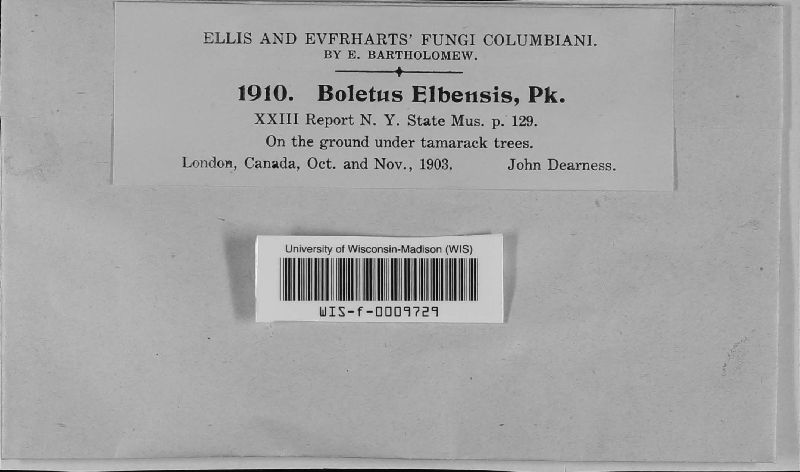 ELLIS AND EVFRHARTS' FUNGI COLUMBIANI.
BY E. BARTHOLOMEW.
1910. Boletus Elbensis, Pk.
XXIII Report N. Y. State Mus. p. 129.
On the ground under tamarack trees.
London, Canada, Oct. and Nov., 1903. John Dearness.
University of Wisconsin-Madison (WIS)
WIS-f-0009729